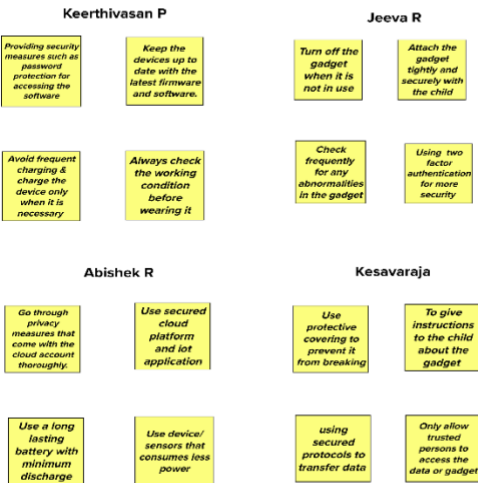 Keerthivasan P
Providing security
measures such as
password
protection for
accessing the
software
Keep the
devices up to
date with the
latest firmware
and software.
Avoid frequent
charging &
charge the
device only
when it is
necessary
Always check
the working
condition
before
wearing it
Jeeva R
Turn off the
gadget
when it is
not in use
Attach the
gadget
tightly and
securely with
the child
Check
frequently
for any
abnormalities
in the gadget
Using two
factor
authentication
for more
security
Abishek R
Go through
privacy
measures that
come with the
cloud account
thoroughly.
Use secured
cloud
platform
and iot
application
Use a long
lasting
battery with
minimum
discharge
Use device/
sensors that
consumes less
power
Kesavaraja
Use
protective
covering to
prevent it
from breaking
To give
instructions
to the child
about the
gadget
using
secured
protocols to
transfer data
Only allow
trusted
persons to
access the
data or gadget